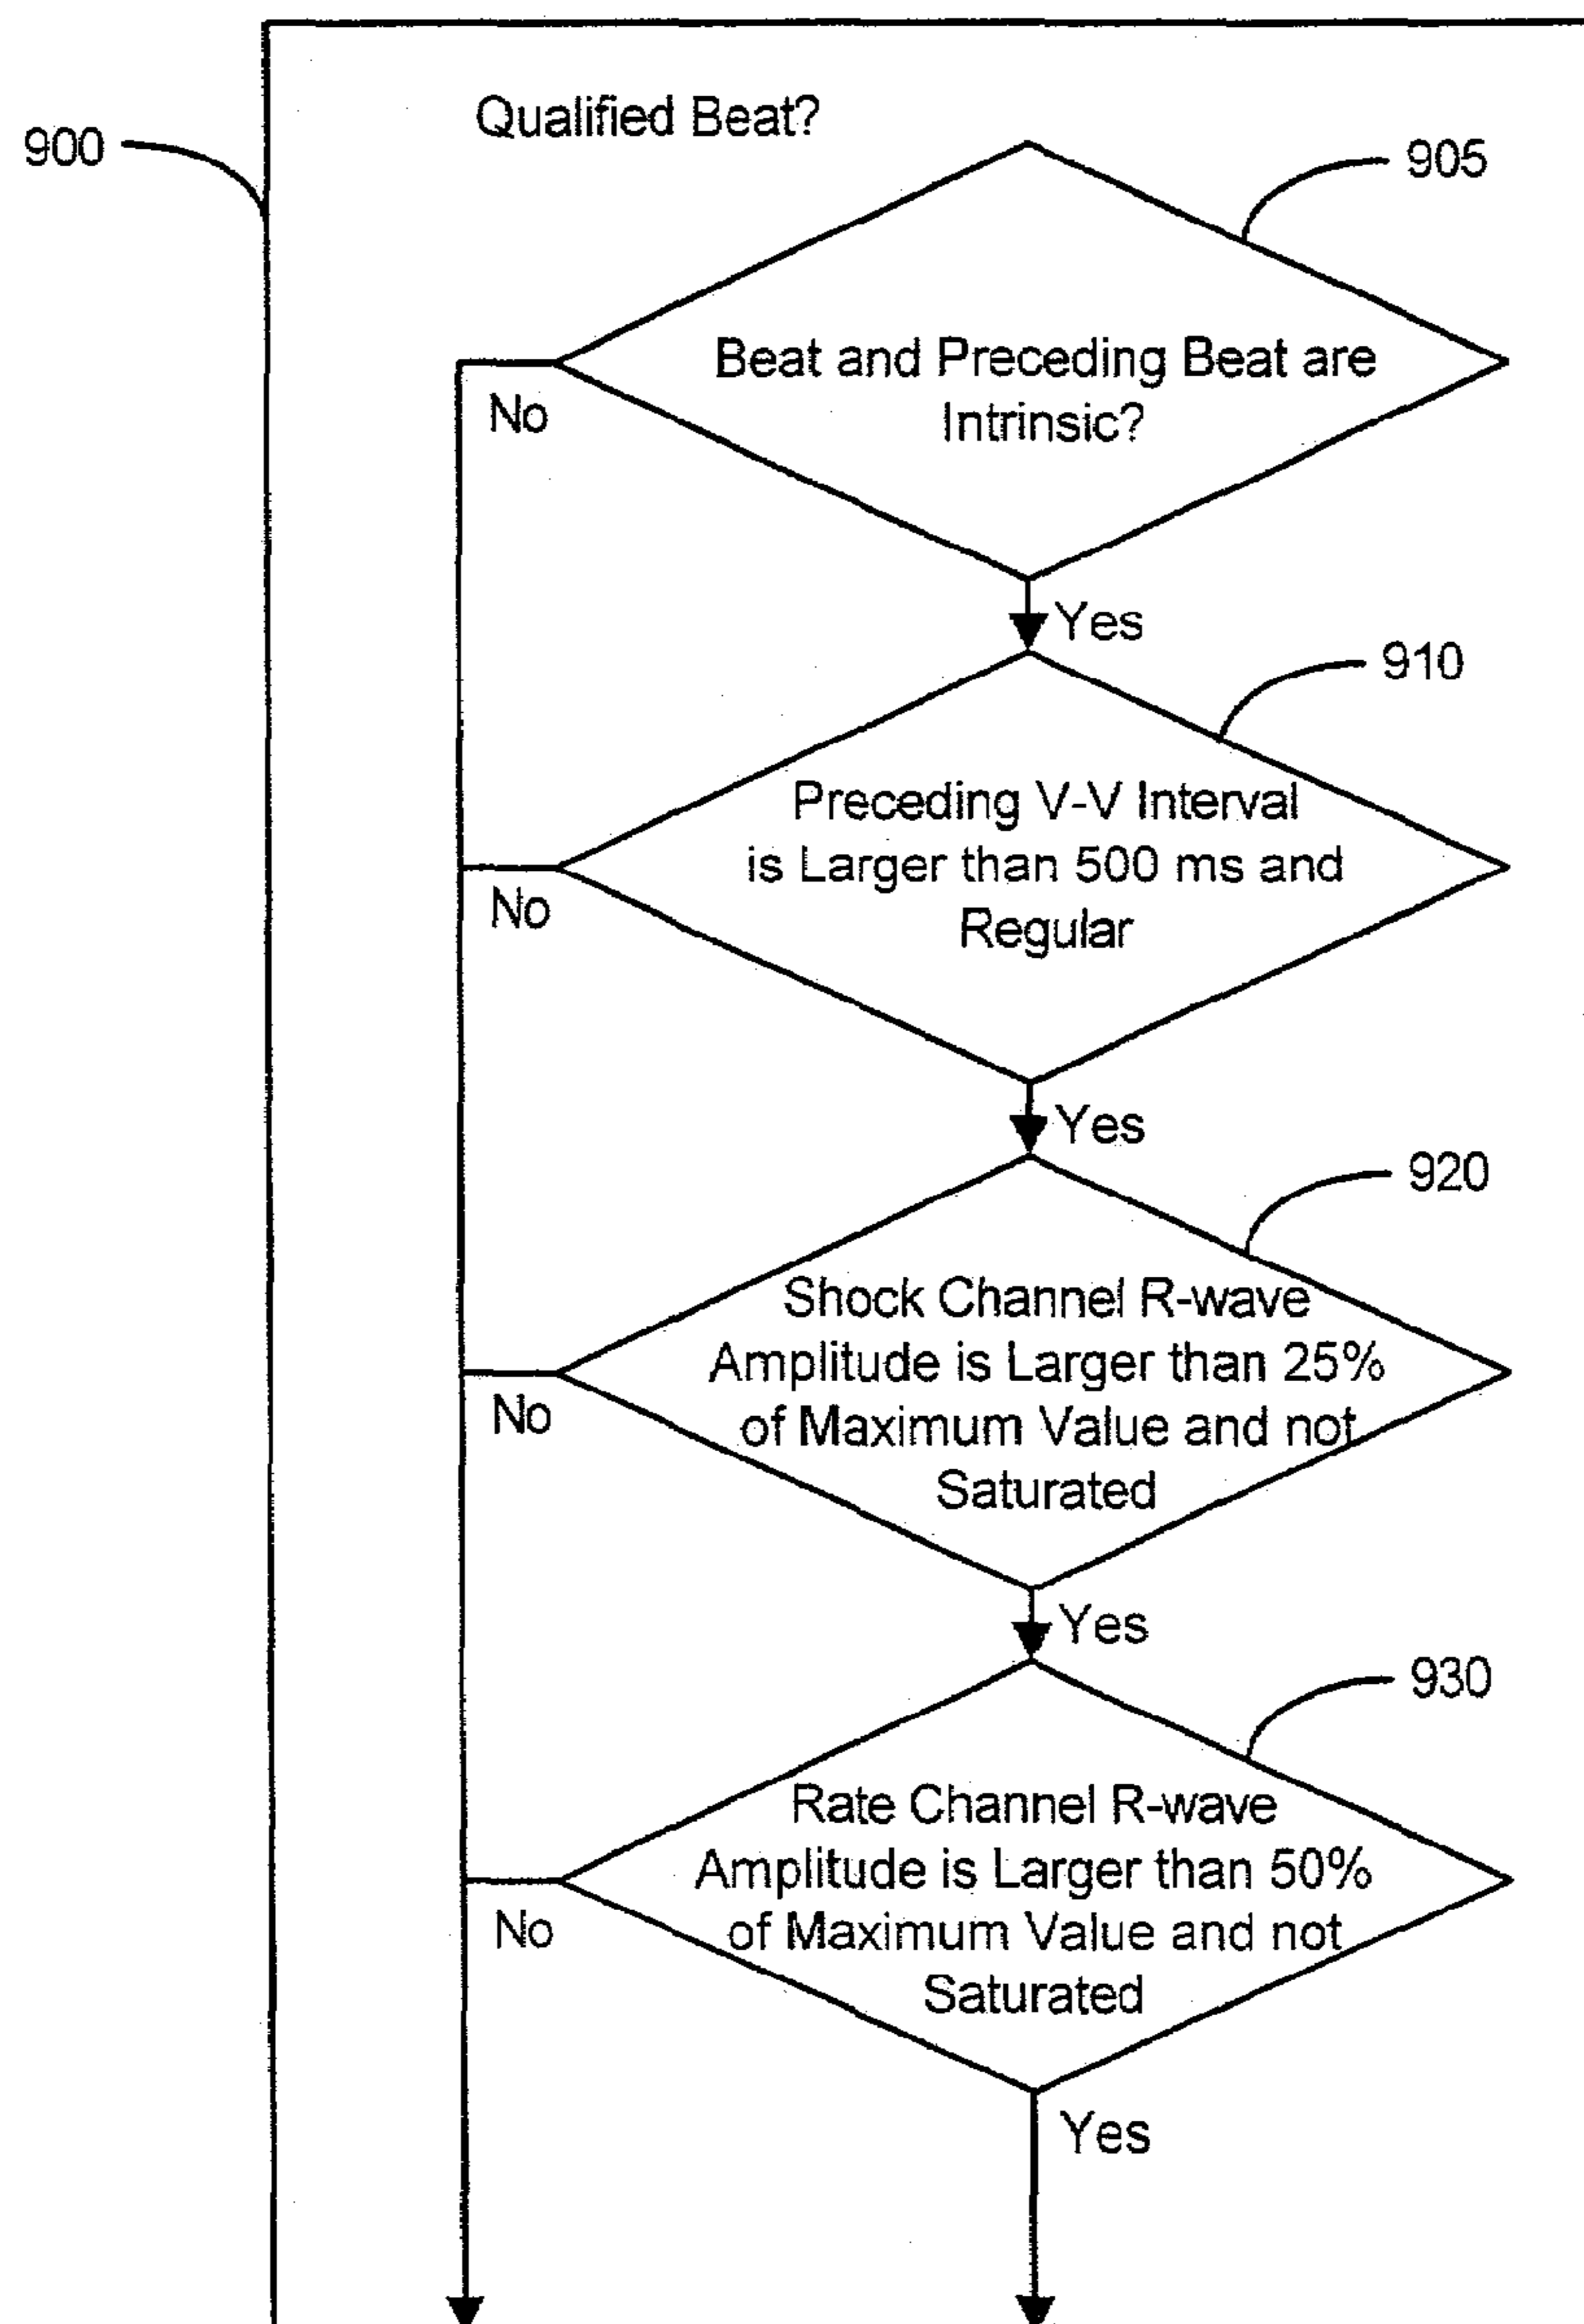 Qualified Beat?
900
905
Beat and Preceding Beat are
Intrinsic?
No
Yes
910
Preceding V-V Interval
is Larger than 500 ms and
Regular
No
Yes
920
Shock Channel R-wave
Amplitude is Larger than 25%
of Maximum Value and not
Saturated
No
Yes
930
Rate Channel R-wave
Amplitude is Larger than 50%
of Maximum Value and not
Saturated
No
Yes